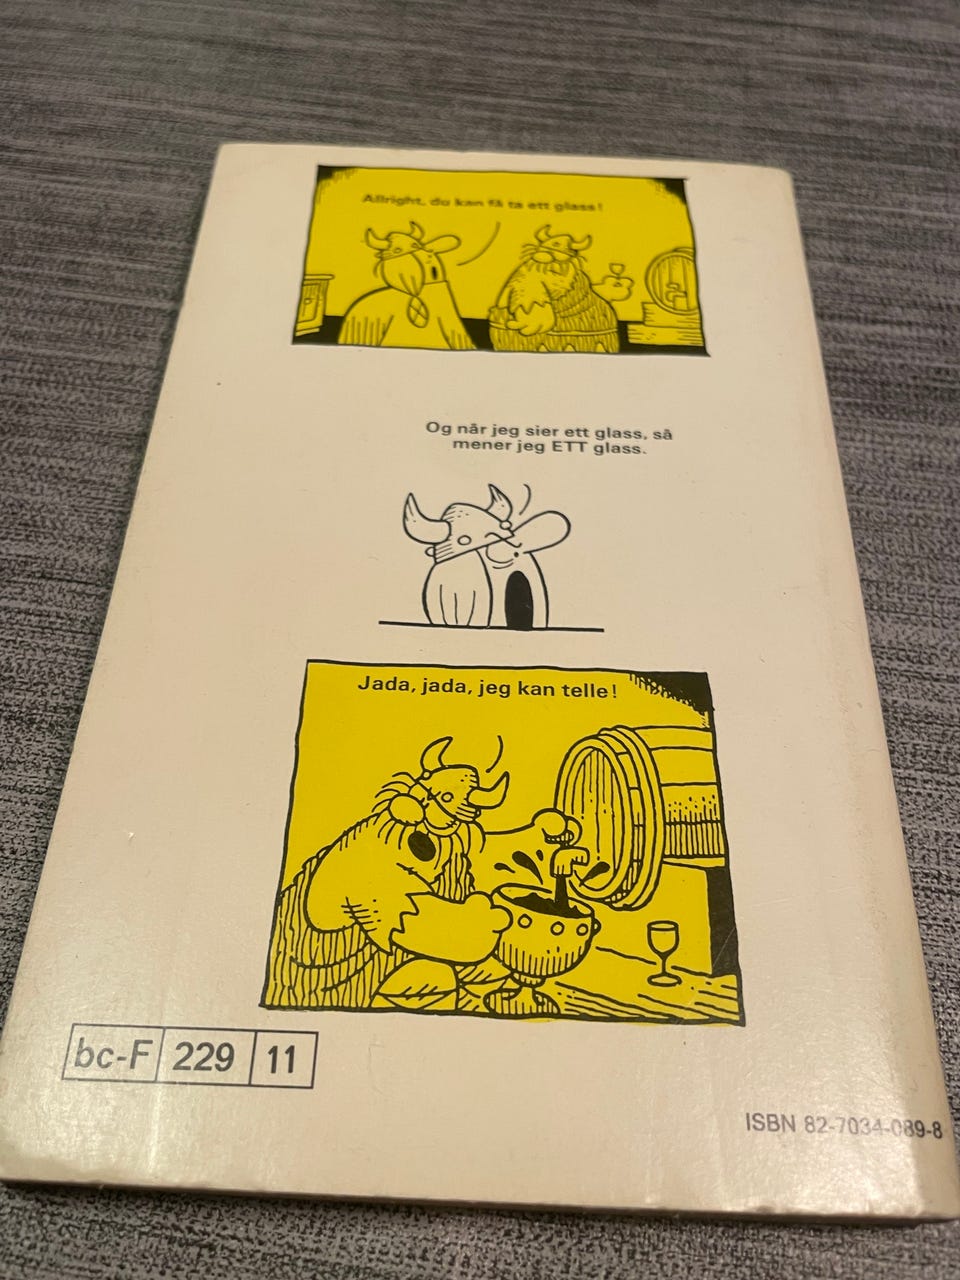 Allright, du kan få ta ett glass!
Og når jeg sier ett glass, så
mener jeg ETT glass.
Jada, jada, jeg kan telle!
bc-F 229 11
ISBN 82-7034-089-8